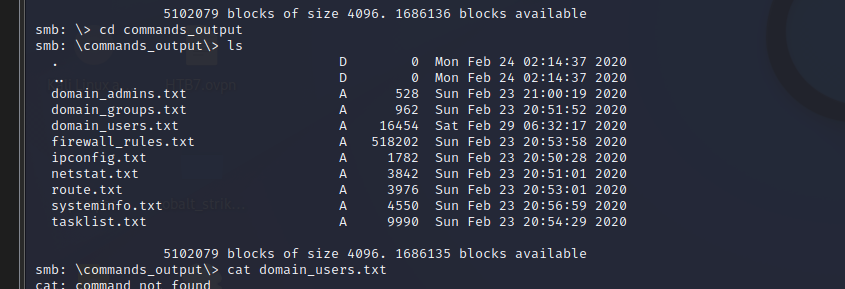 5102079 blocks of size 4096. 1686136 blocks available
smb: \> cd commands_output
smb: \commands_output\> ls
. D 0 Mon Feb 24 02:14:37 2020
.. D 0 Mon Feb 24 02:14:37 2020
domain_admins.txt A 528 Sun Feb 23 21:00:19 2020
domain_groups.txt A 962 Sun Feb 23 20:51:52 2020
domain_users.txt A 16454 Sat Feb 29 06:32:17 2020
firewall_rules.txt A 518202 Sun Feb 23 20:53:58 2020
ipconfig.txt A 1782 Sun Feb 23 20:50:28 2020
netstat.txt A 3842 Sun Feb 23 20:51:01 2020
route.txt A 3976 Sun Feb 23 20:53:01 2020
systeminfo.txt A 4550 Sun Feb 23 20:56:59 2020
tasklist.txt A 9990 Sun Feb 23 20:54:29 2020
5102079 blocks of size 4096. 1686135 blocks available
smb: \commands_output\> cat domain_users.txt
cat: command not found